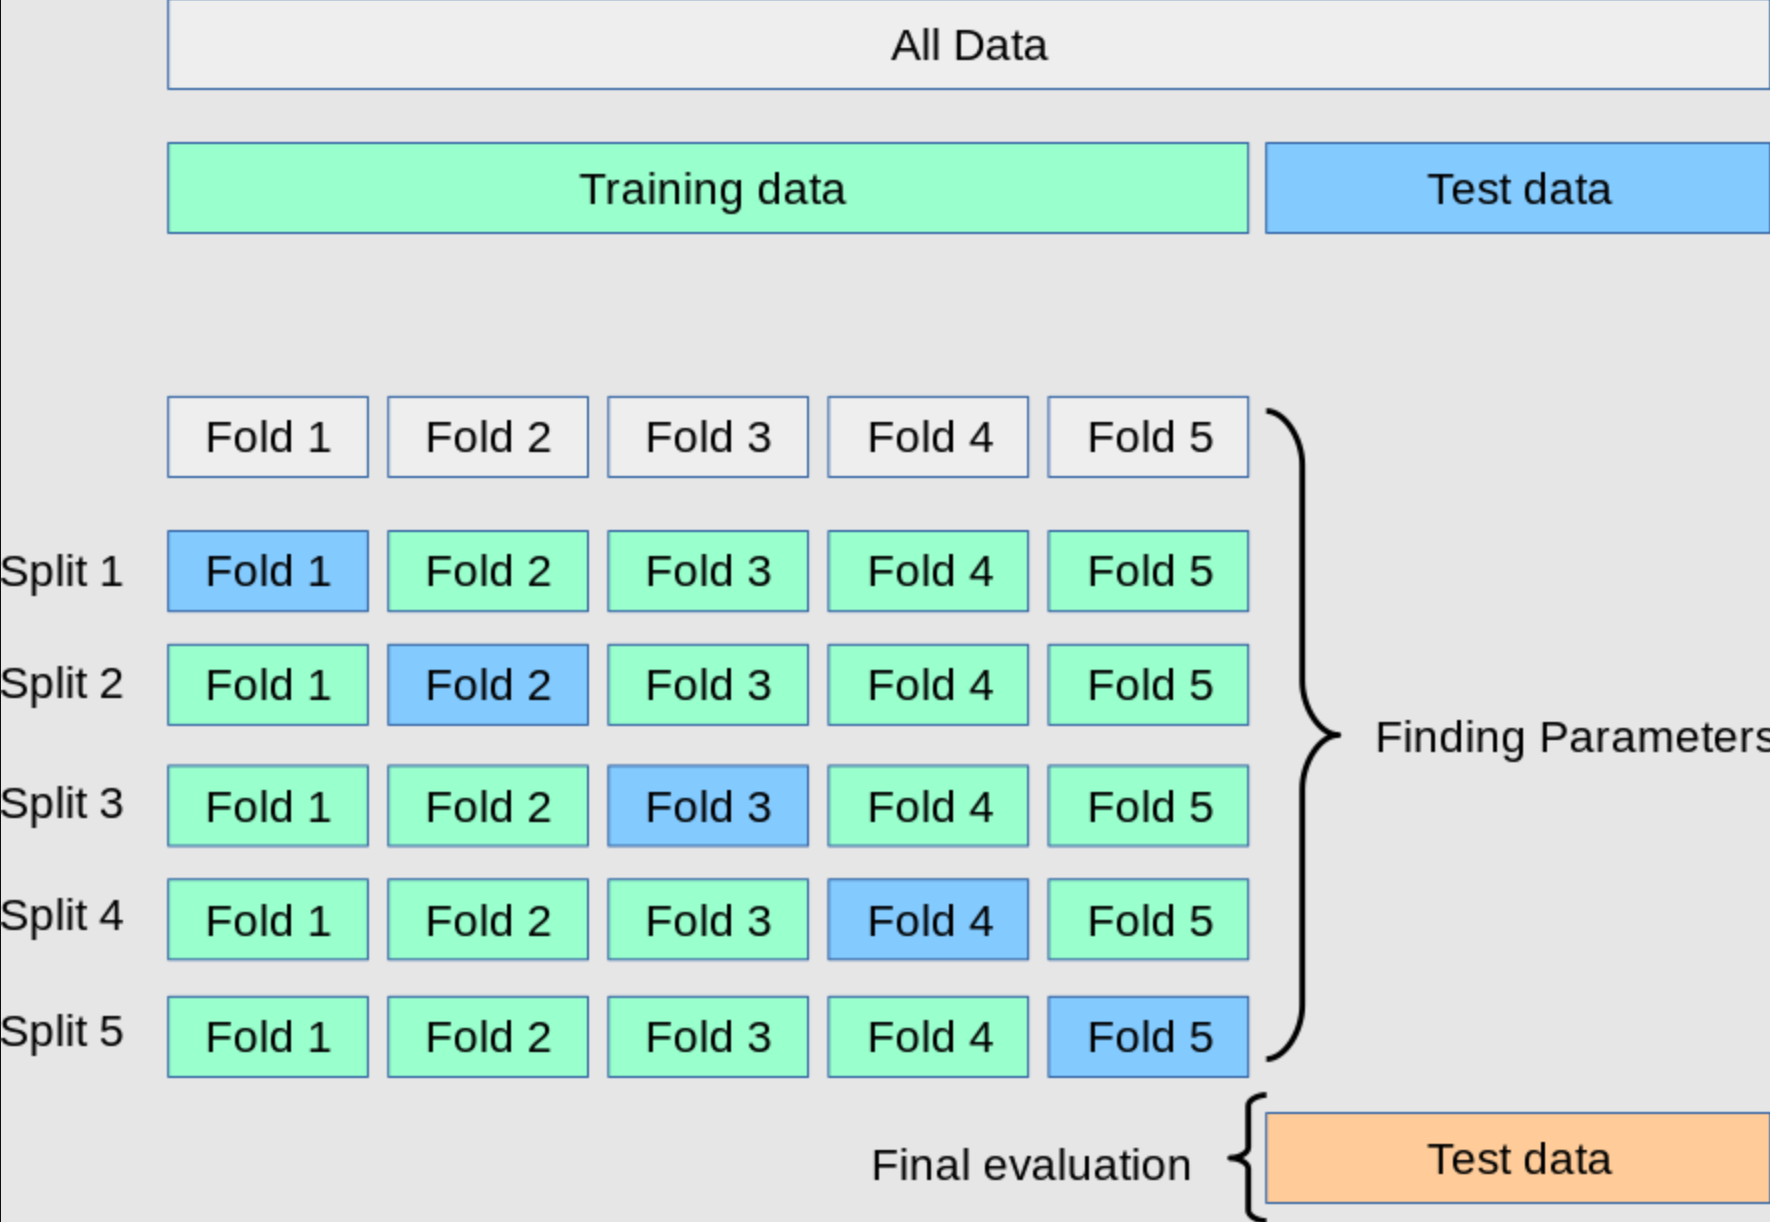 All Data
Training data Test data
Fold 1 Fold 2 Fold 3 Fold 4 Fold 5
Split 1 Fold 1 Fold 2 Fold 3 Fold 4 Fold 5
Split 2 Fold 1 Fold 2 Fold 3 Fold 4 Fold 5
Finding Parameters
Split 3 Fold 1 Fold 2 Fold 3 Fold 4 Fold 5
Split 4 Fold 1 Fold 2 Fold 3 Fold 4 Fold 5
Split 5 Fold 1 Fold 2 Fold 3 Fold 4 Fold 5
Final evaluation Test data